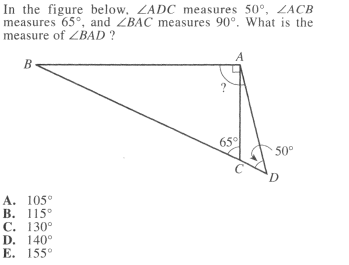 In the figure below, ∠ADC measures 50°, ∠ACB
measures 65°, and ∠BAC measures 90°. What is the
measure of ∠BAD ?
A
B
?
65°
50°
C
D
A. 105°
B. 115°
C. 130°
D. 140°
E. 155°